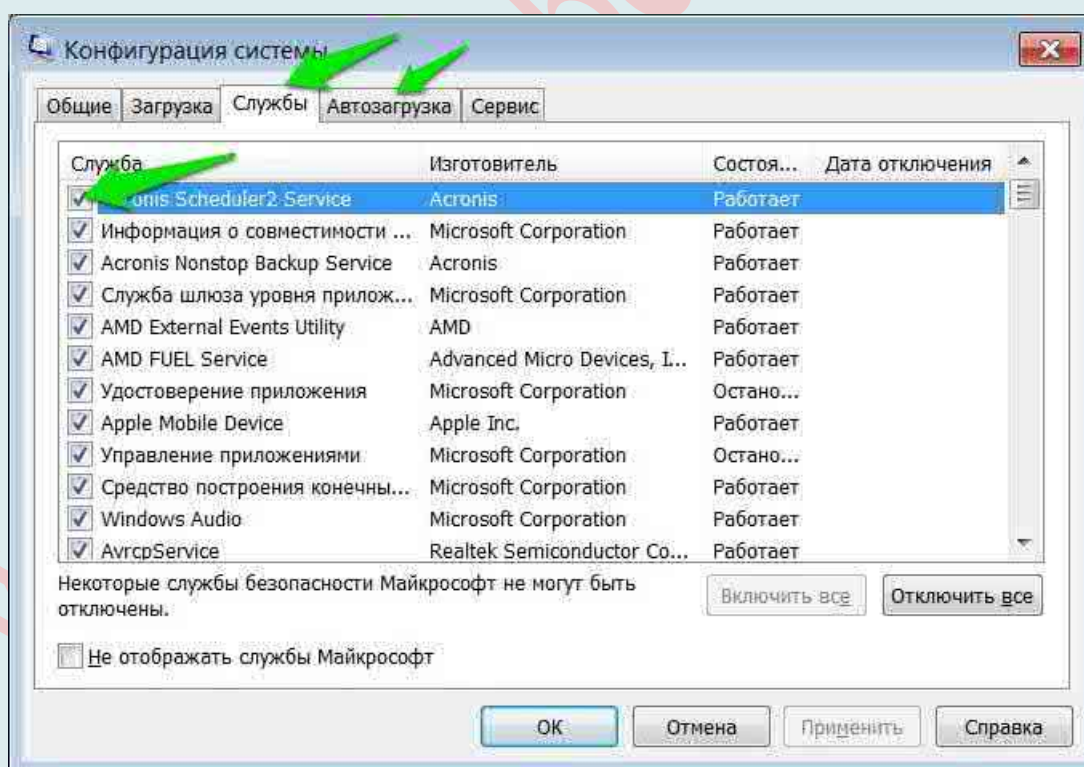 Конфигурация системы
Общие Загрузка Службы Автозагрузка Сервис
Служба Изготовитель Состоя... Дата отключения
Scheduler2 Service Acronis Работает
Информация о совместимости ... Microsoft Corporation Работает
Acronis Nonstop Backup Service Acronis Работает
Служба шлюза уровня прилож... Microsoft Corporation Работает
AMD External Events Utility AMD Работает
AMD FUEL Service Advanced Micro Devices, I... Работает
Удостоверение приложения Microsoft Corporation Остано...
Apple Mobile Device Apple Inc. Работает
Управление приложениями Microsoft Corporation Остано...
Средство построения конечны... Microsoft Corporation Работает
Windows Audio Microsoft Corporation Работает
AvrcpService Realtek Semiconductor Co... Работает
Некоторые службы безопасности Майкрософт не могут быть
отключены.
Включить все Отключить все
Не отображать службы Майкрософт
ОК Отмена Применить Справка